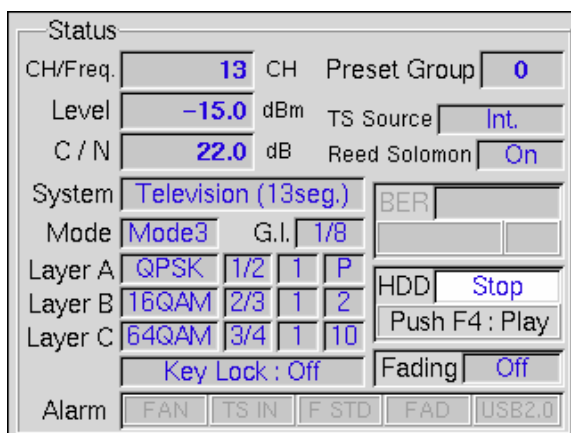 Status
CH/Freq. 13 CH Preset Group 0
Level -15.0 dBm TS Source Int.
C / N 22.0 dB Reed Solomon On
System Television (13seg.) BER
Mode Mode3 G.I. 1/8
Layer A QPSK 1/2 1 P
HDD Stop
Layer B 16QAM 2/3 1 2
Push F4 : Play
Layer C 64QAM 3/4 1 10
Key Lock : Off Fading Off
Alarm FAN TS IN F STD FAD USB2.0